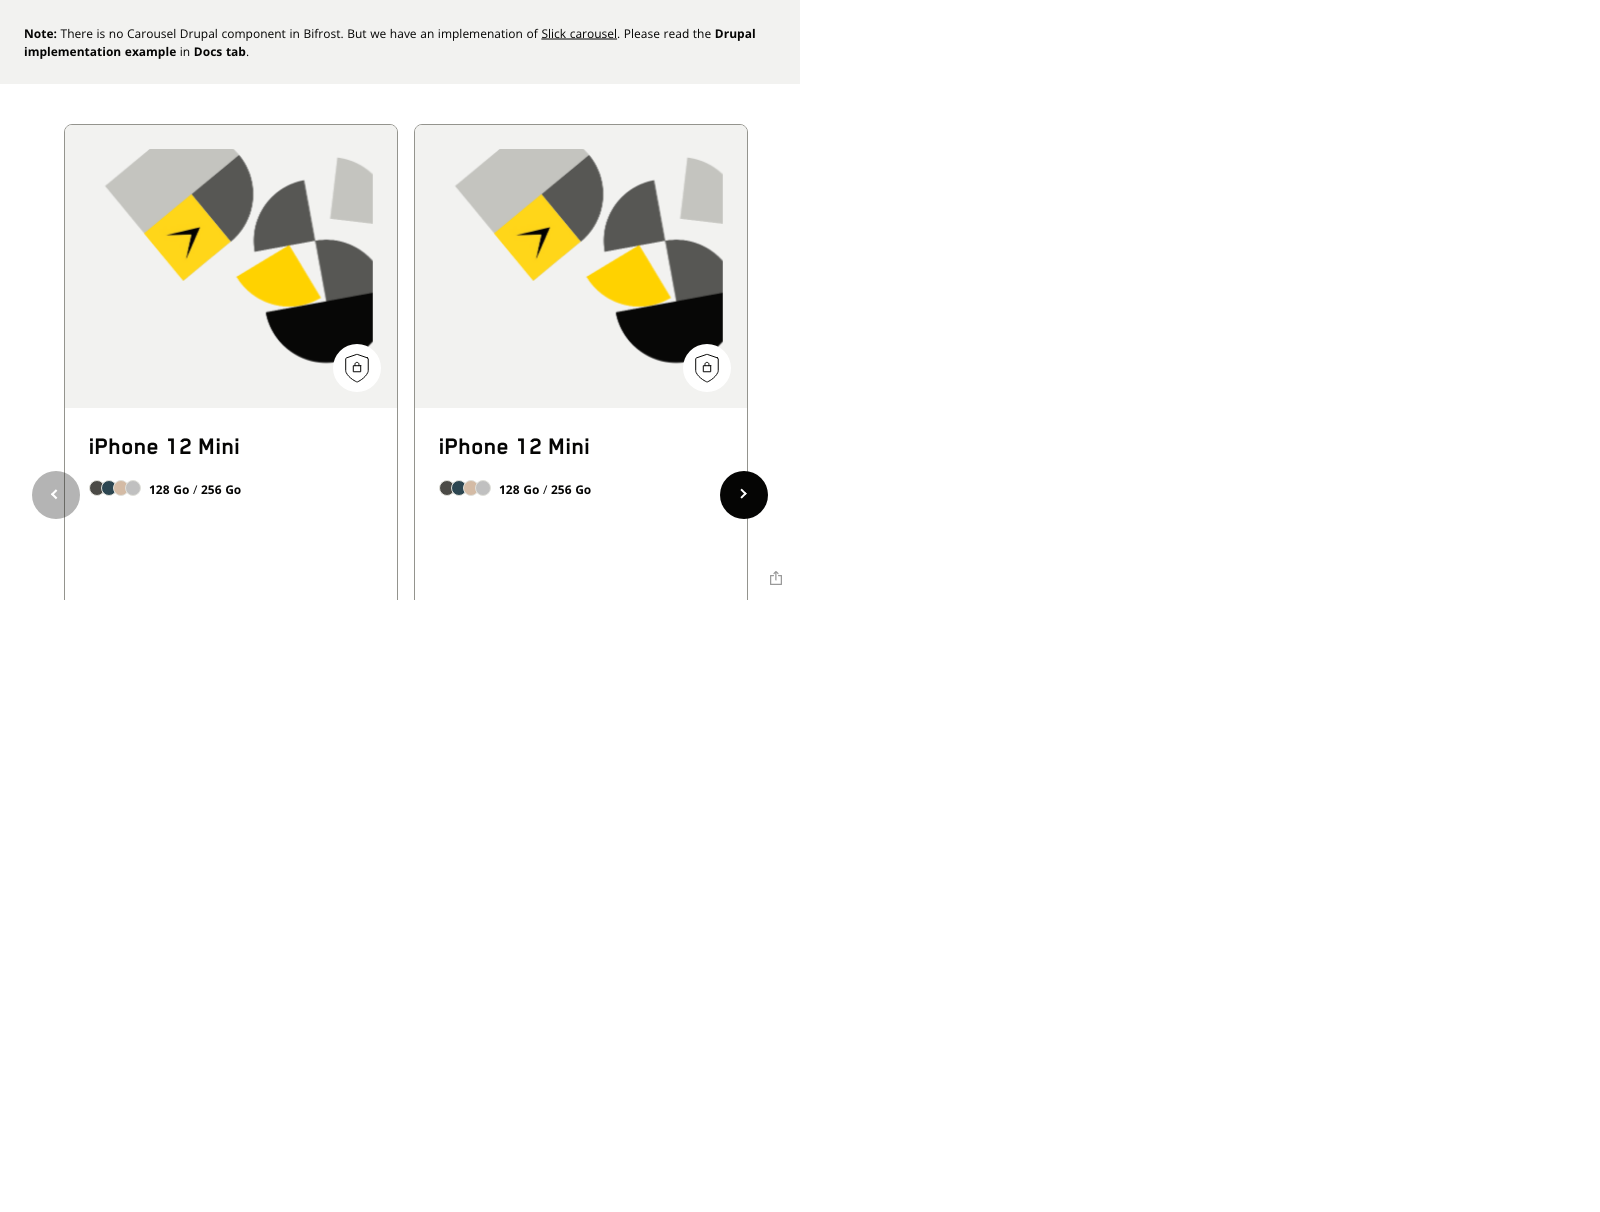 Note: There is no Carousel Drupal component in Bifrost. But we have an implemenation of Slick carousel. Please read the Drupal
implementation example in Docs tab.
iPhone 12 Mini
128 Go / 256 Go
iPhone 12 Mini
128 Go / 256 Go